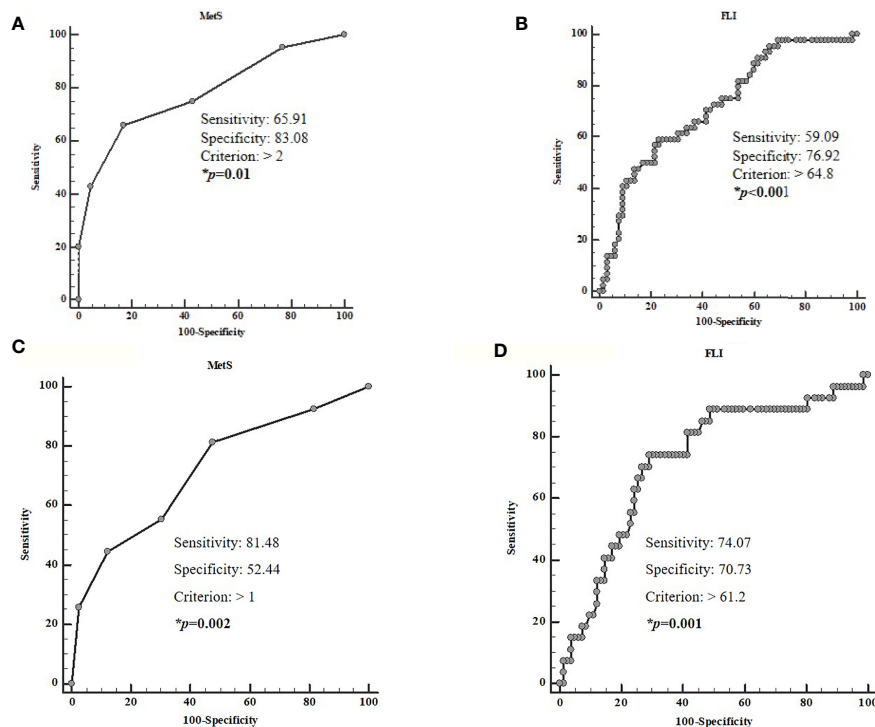 A
MetS
100
80
60
40
20
0
Sensitivity
Sensitivity: 65.91
Specificity: 83.08
Criterion: > 2
*p=0.01
0 20 40 60 80 100
100-Specificity
B
FLI
100
80
60
40
20
0
Sensitivity
Sensitivity: 59.09
Specificity: 76.92
Criterion: > 64.8
*p<0.001
0 20 40 60 80 100
100-Specificity
C
MetS
100
80
60
40
20
0
Sensitivity
Sensitivity: 81.48
Specificity: 52.44
Criterion: > 1
*p=0.002
0 20 40 60 80 100
100-Specificity
D
FLI
100
80
60
40
20
0
Sensitivity
Sensitivity: 74.07
Specificity: 70.73
Criterion: > 61.2
*p=0.001
0 20 40 60 80 100
100-Specificity